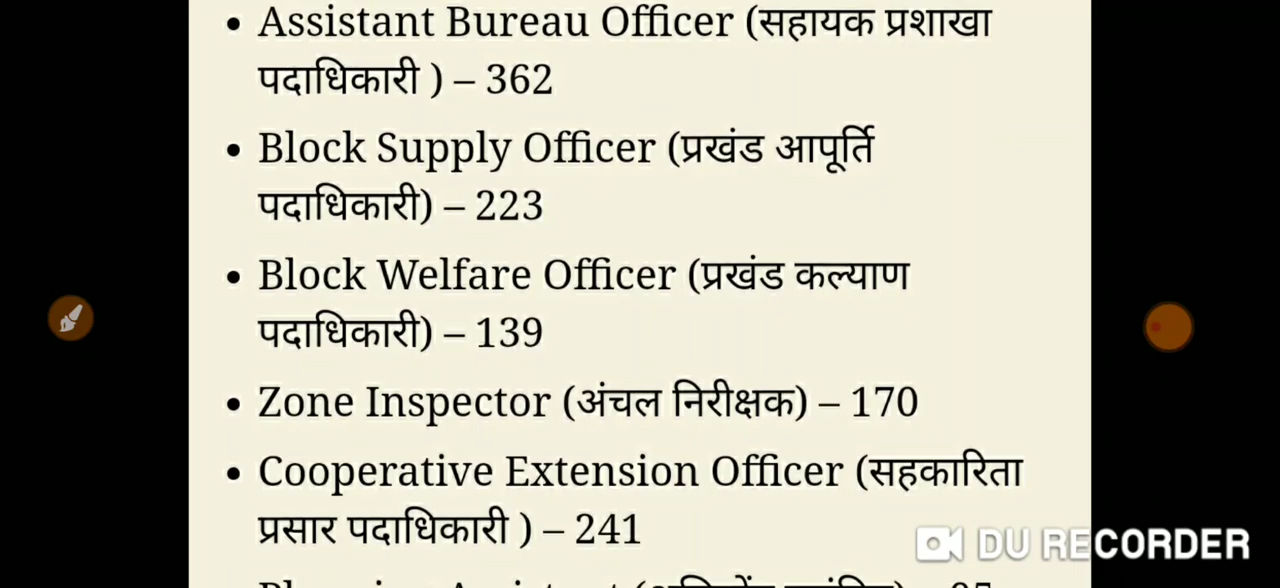 • Assistant Bureau Officer (सहायक प्रशाखा
पदाधिकारी ) – 362
• Block Supply Officer (प्रखंड आपूर्ति
पदाधिकारी) – 223
• Block Welfare Officer (प्रखंड कल्याण
पदाधिकारी) – 139
• Zone Inspector (अंचल निरीक्षक) – 170
• Cooperative Extension Officer (सहकारिता
प्रसार पदाधिकारी ) – 241
DU RECORDER